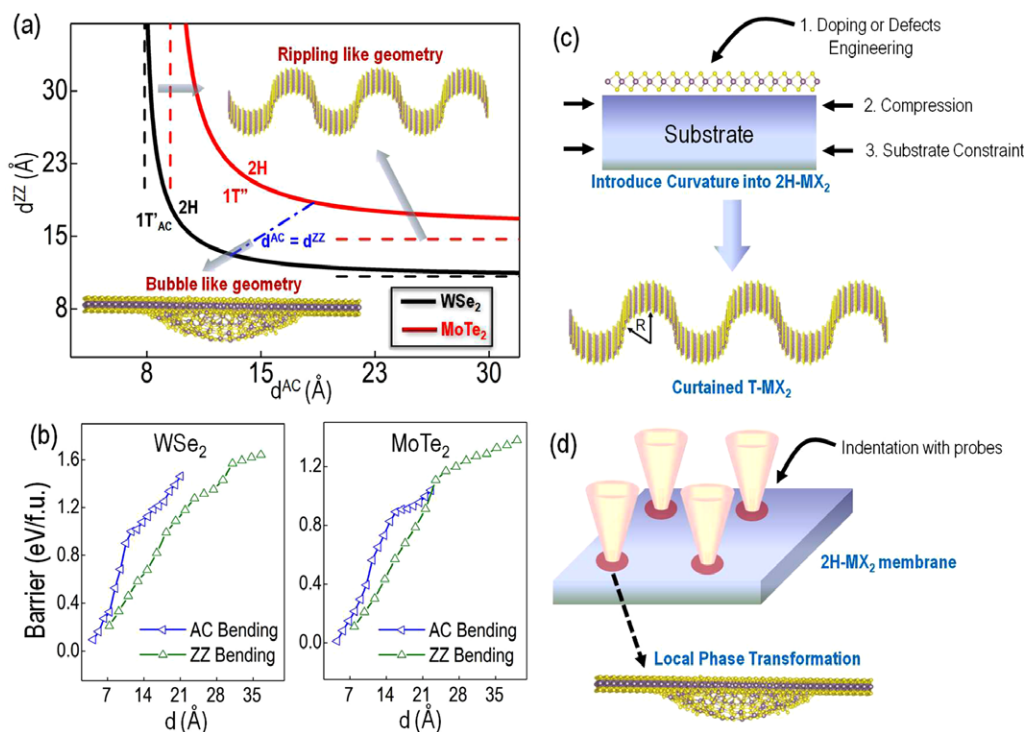 (a)
Rippling like geometry
2H
1T''
2H
1T'AC
d^AC = d^ZZ
Bubble like geometry
WSe2
MoTe2
30
23
15
8
d^ZZ (Å)
8
15
23
30
d^AC (Å)
(b)
WSe2
1.6
1.2
0.8
0.4
0.0
Barrier (eV/f.u.)
AC Bending
ZZ Bending
7
14
21
28
35
d (Å)
MoTe2
1.2
0.8
0.4
0.0
AC Bending
ZZ Bending
7
14
21
28
35
d (Å)
(c)
1. Doping or Defects
Engineering
2. Compression
Substrate
3. Substrate Constraint
Introduce Curvature into 2H-MX2
R
Curtained T-MX2
(d)
Indentation with probes
2H-MX2 membrane
Local Phase Transformation